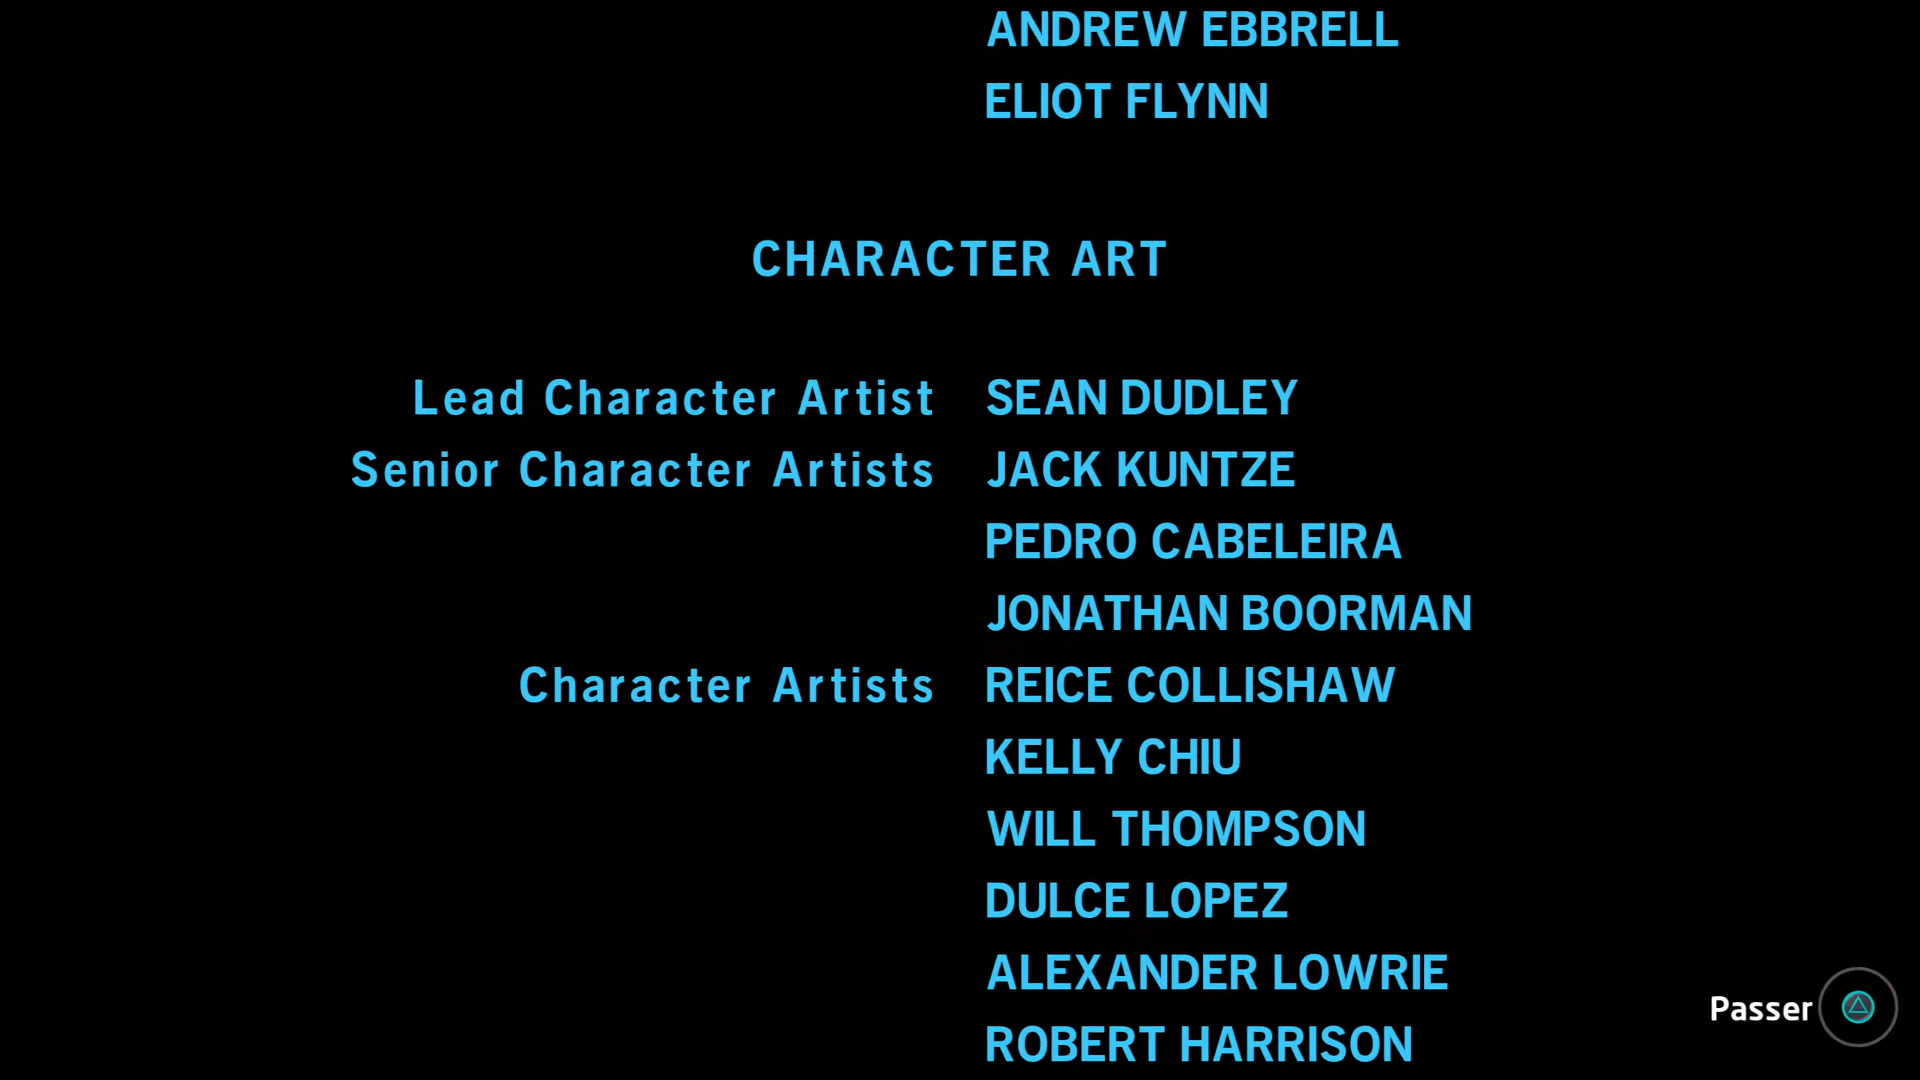 ANDREW EBBRELL
ELIOT FLYNN
CHARACTER ART
Lead Character Artist SEAN DUDLEY
Senior Character Artists JACK KUNTZE
PEDRO CABELEIRA
JONATHAN BOORMAN
Character Artists REICE COLLISHAW
KELLY CHIU
WILL THOMPSON
DULCE LOPEZ
ALEXANDER LOWRIE
Passer
ROBERT HARRISON